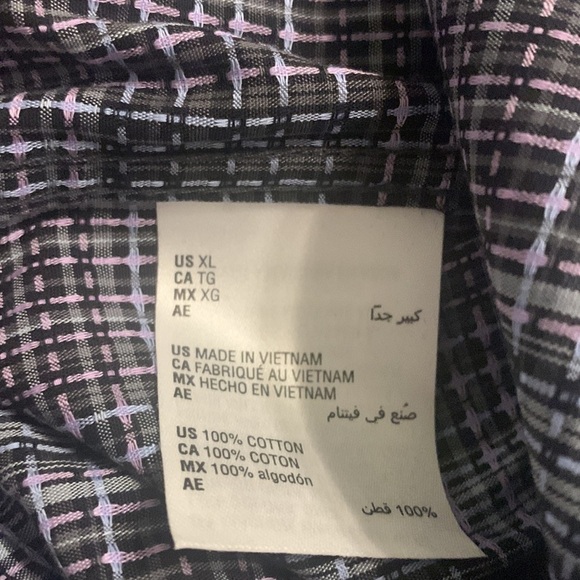 US XL
CA TG
MX XG
AE كبير جدًا
US MADE IN VIETNAM
CA FABRIQUÉ AU VIETNAM
MX HECHO EN VIETNAM
AE صُنع في فيتنام
US 100% COTTON
CA 100% COTON
MX 100% algodón
AE 100% قطن